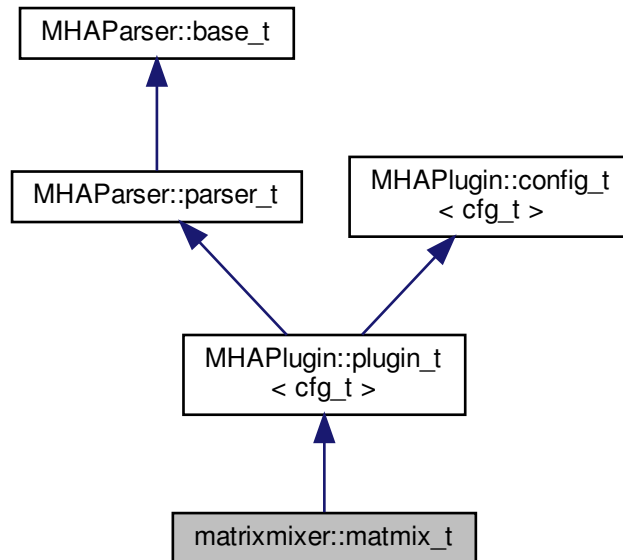 MHAParser::base_t
MHAParser::parser_t
MHAPlugin::config_t
< cfg_t >
MHAPlugin::plugin_t
< cfg_t >
matrixmixer::matmix_t